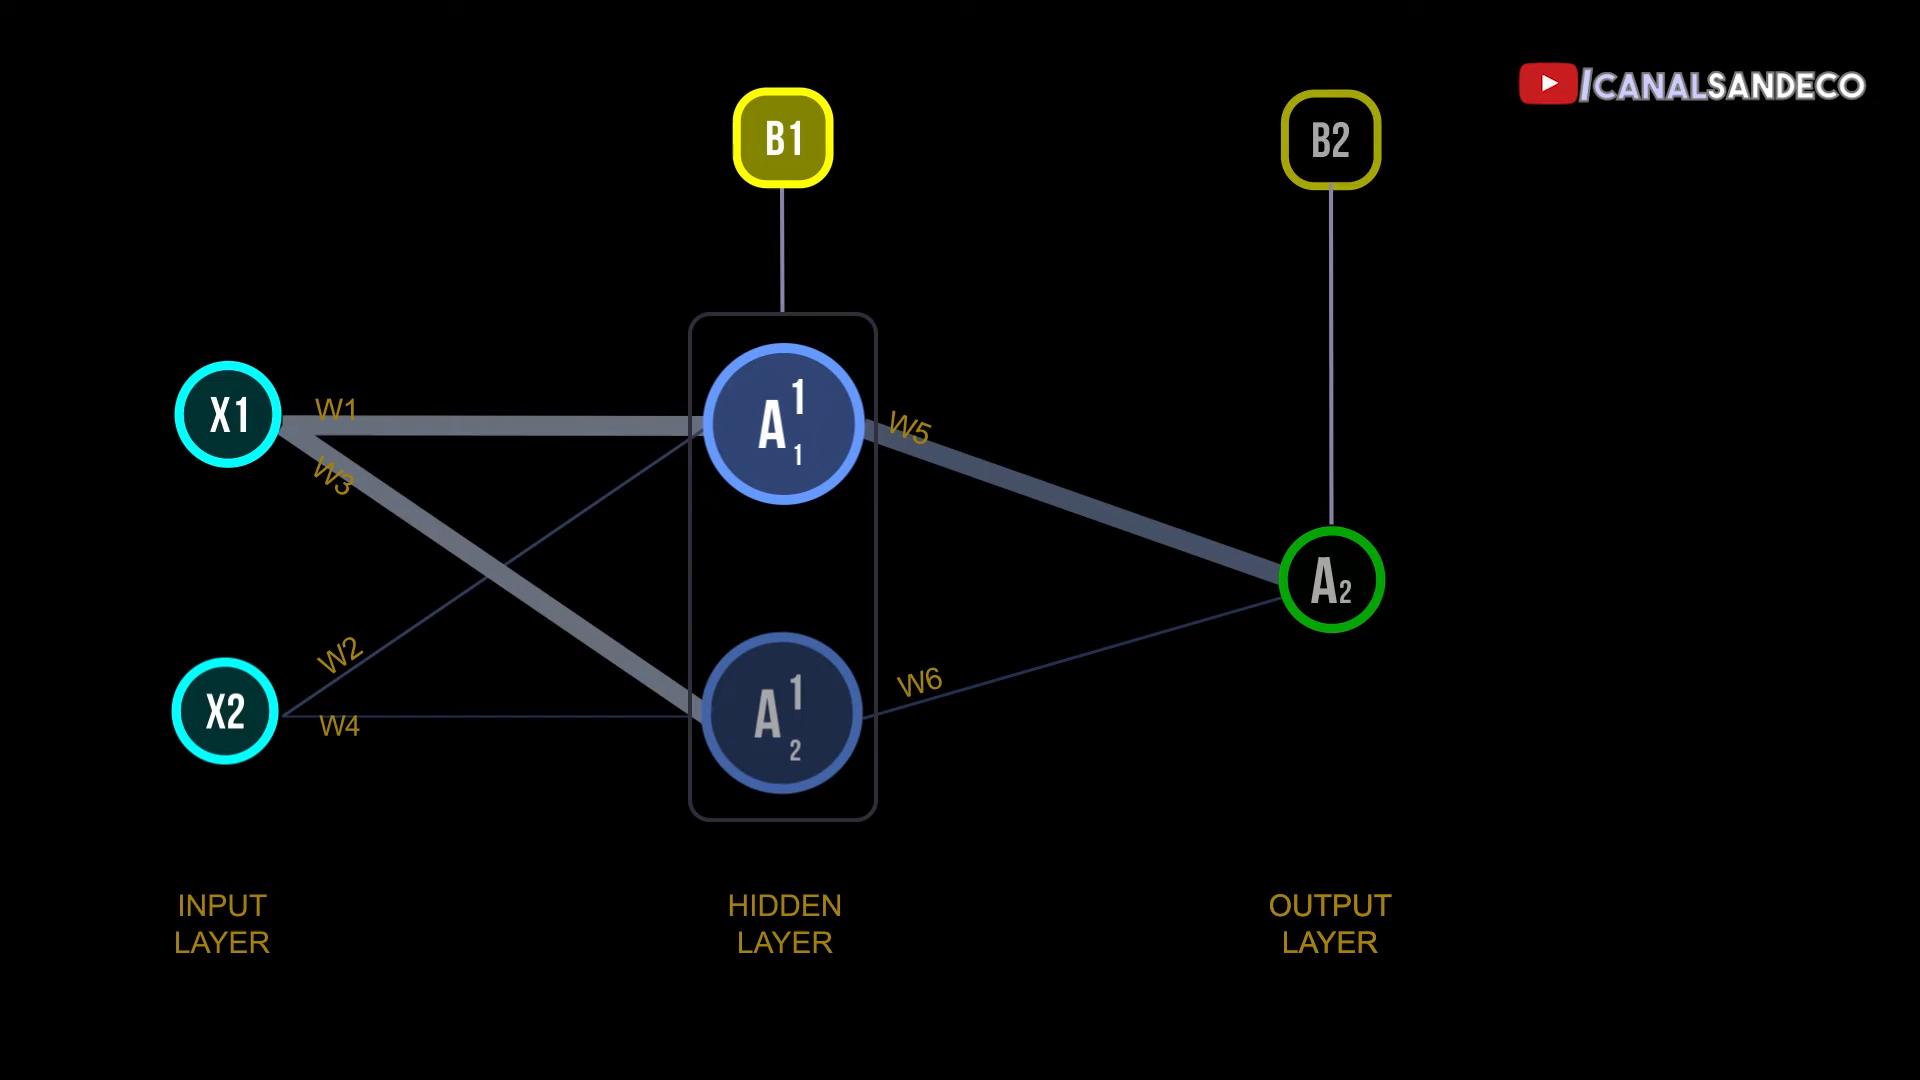 /CANALSANDECO
B1
B2
X1
W1
A 1 1
W5
W3
A2
X2
W2
W4
A 1 2
W6
INPUT
LAYER
HIDDEN
LAYER
OUTPUT
LAYER